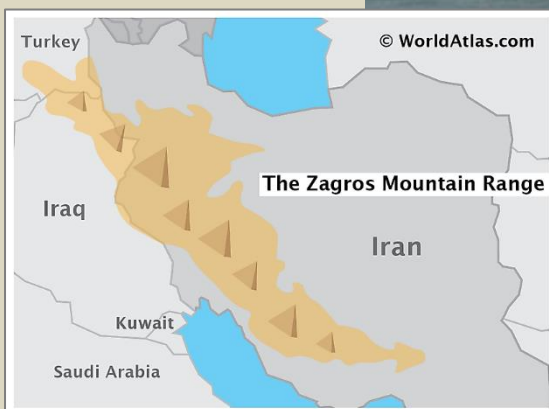 Turkey
© WorldAtlas.com
The Zagros Mountain Range
Iraq
Iran
Kuwait
Saudi Arabia